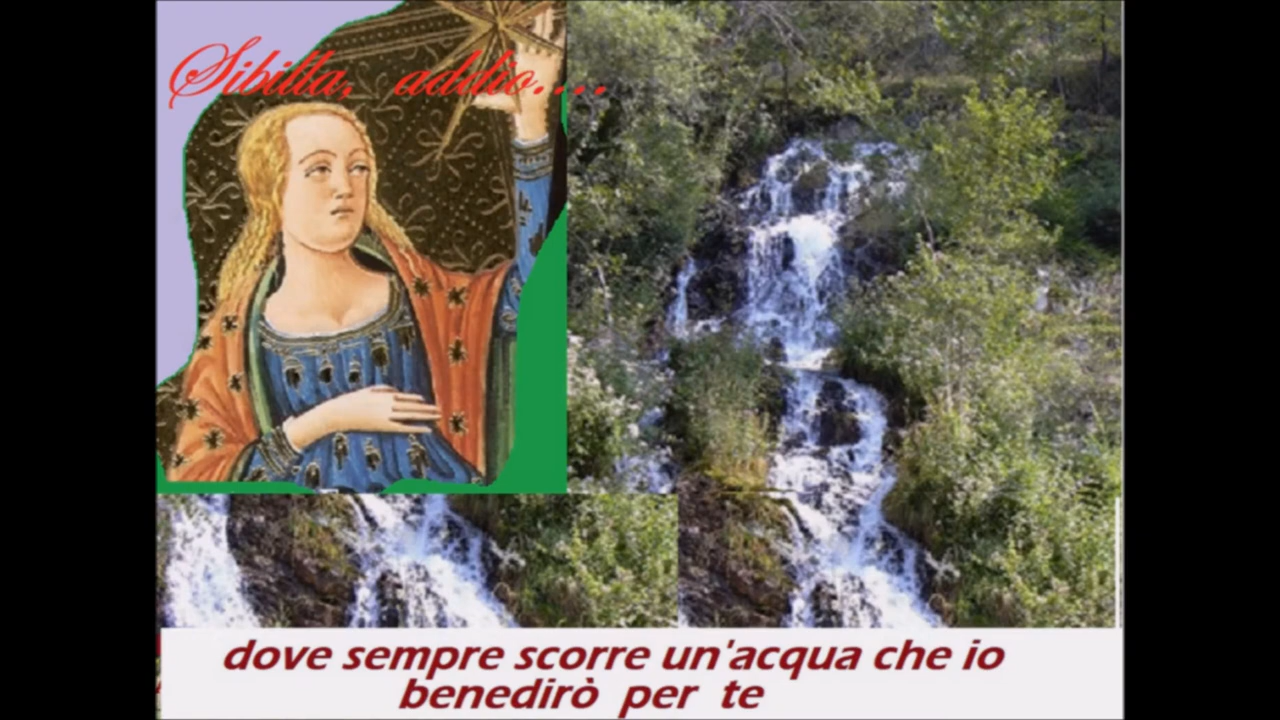 Sibilla, addio....
dove sempre scorre un'acqua che io
benedirò per te